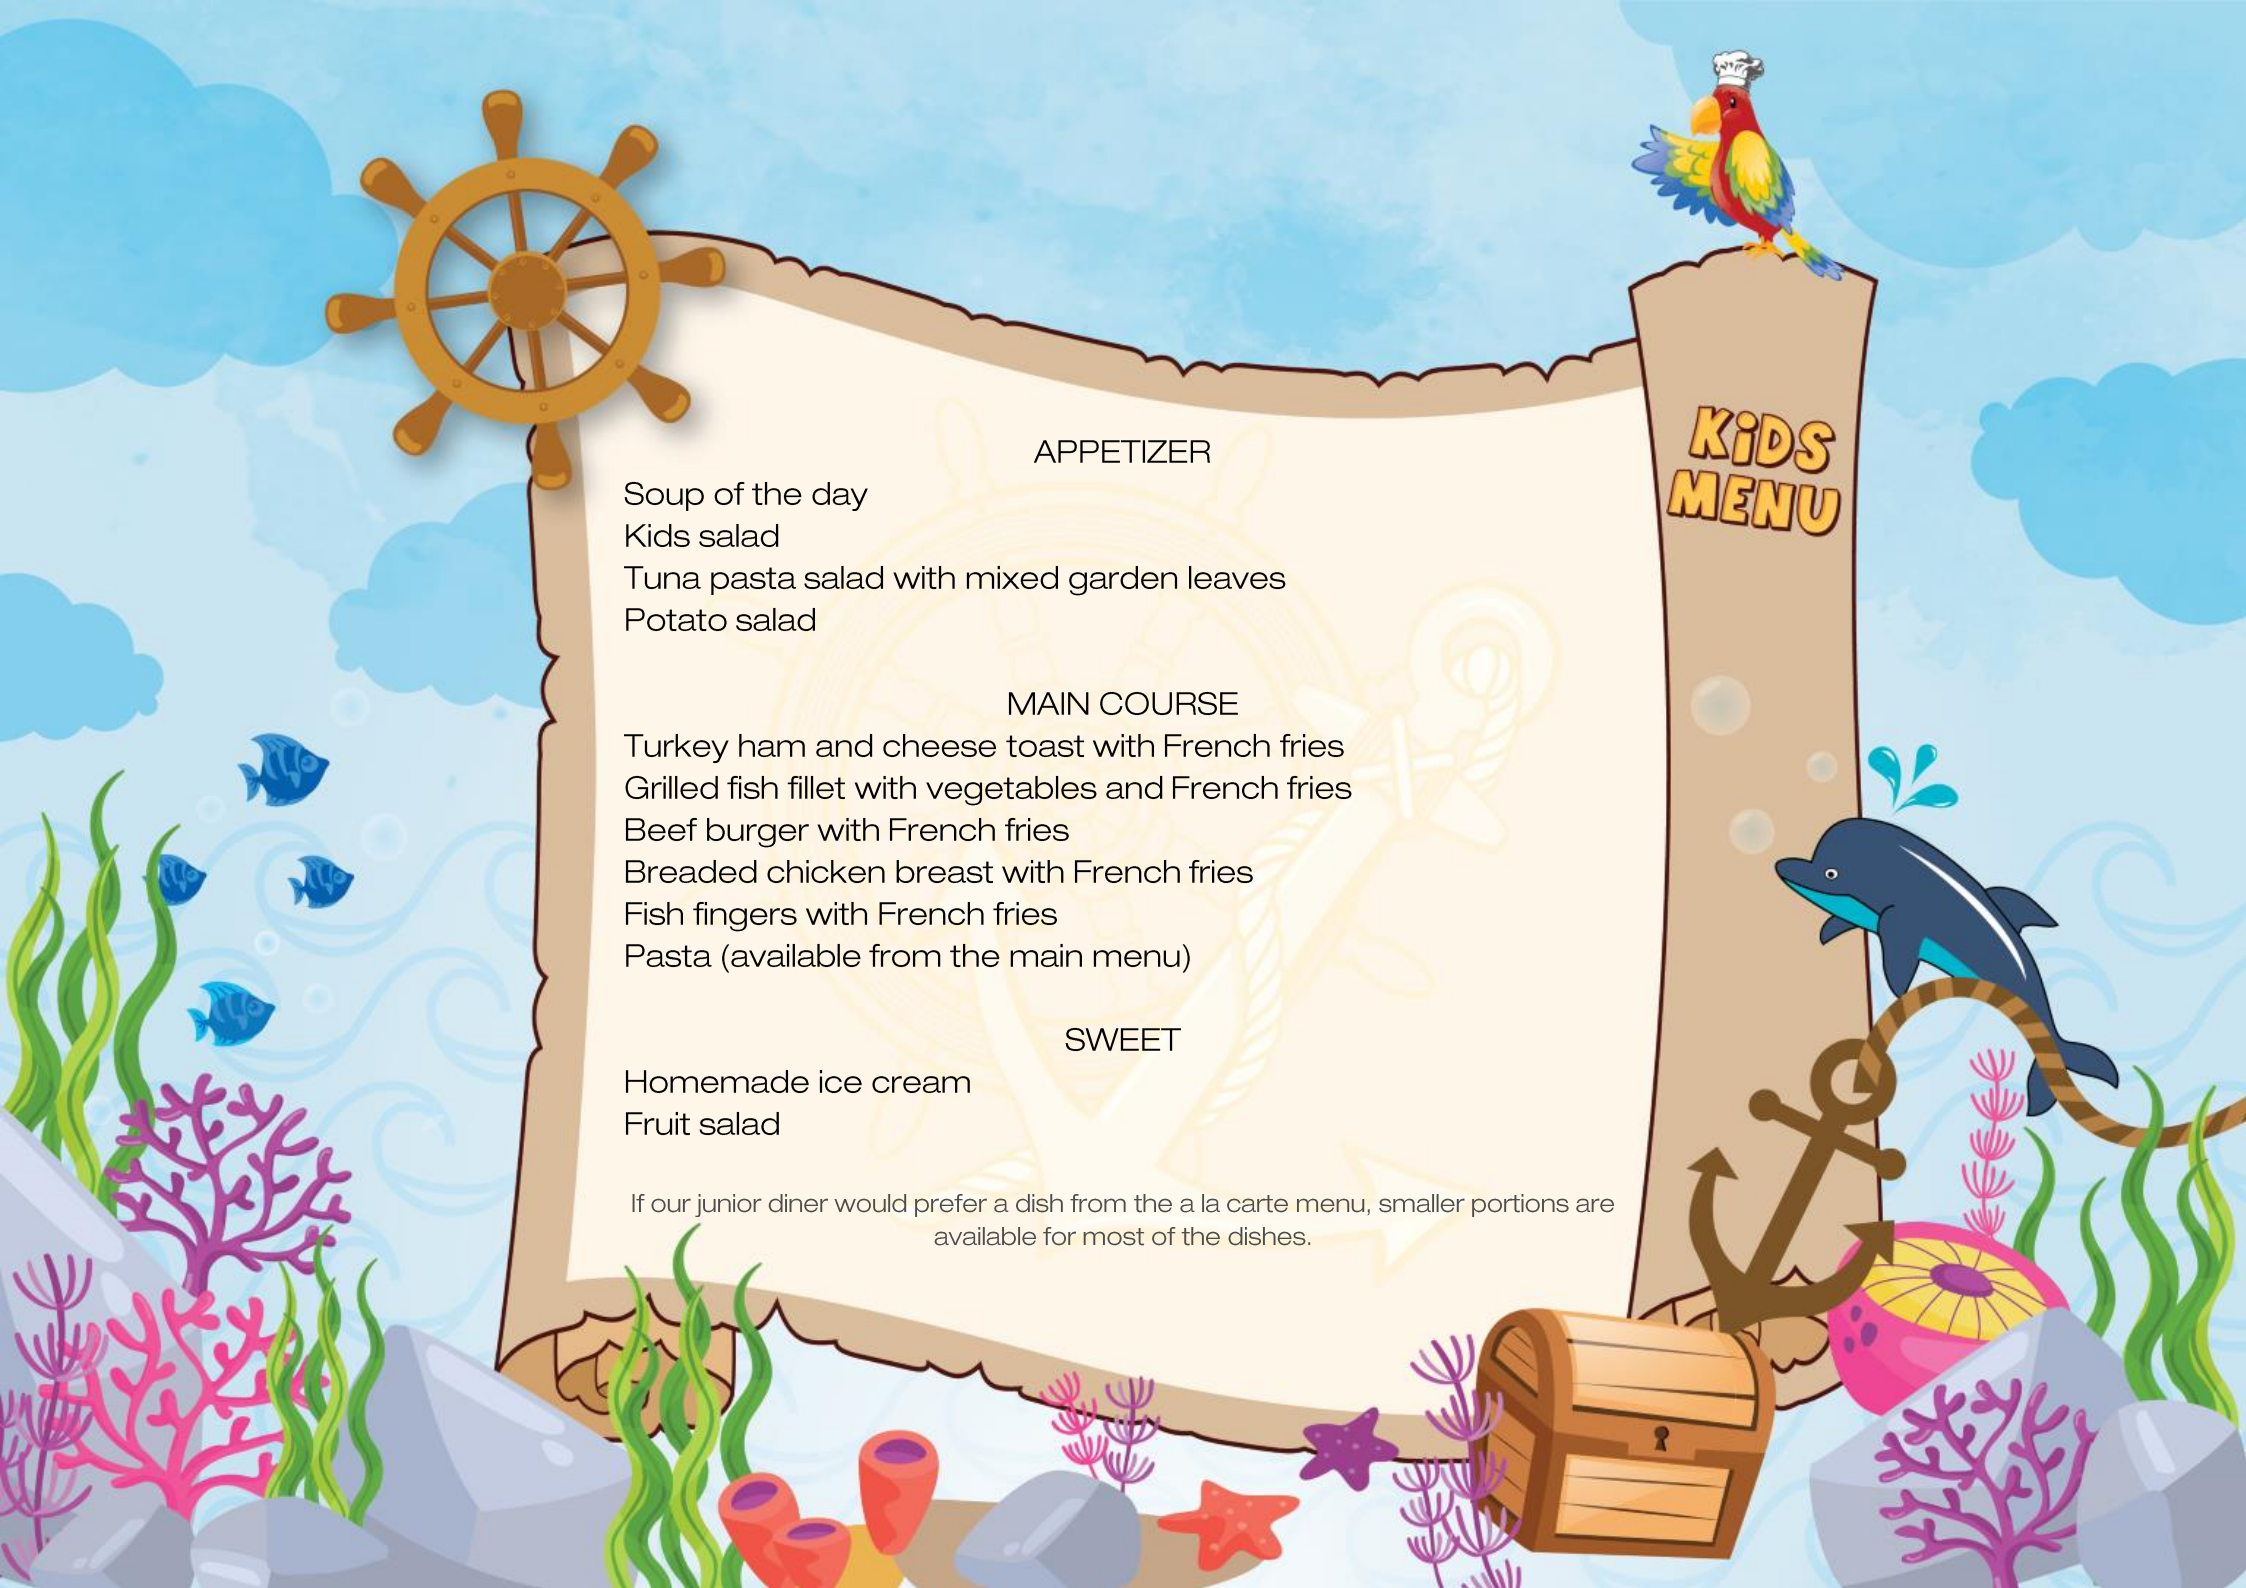 KiDS
MENU
APPETIZER
Soup of the day
Kids salad
Tuna pasta salad with mixed garden leaves
Potato salad
MAIN COURSE
Turkey ham and cheese toast with French fries
Grilled fish fillet with vegetables and French fries
Beef burger with French fries
Breaded chicken breast with French fries
Fish fingers with French fries
Pasta (available from the main menu)
SWEET
Homemade ice cream
Fruit salad
If our junior diner would prefer a dish from the a la carte menu, smaller portions are
available for most of the dishes.